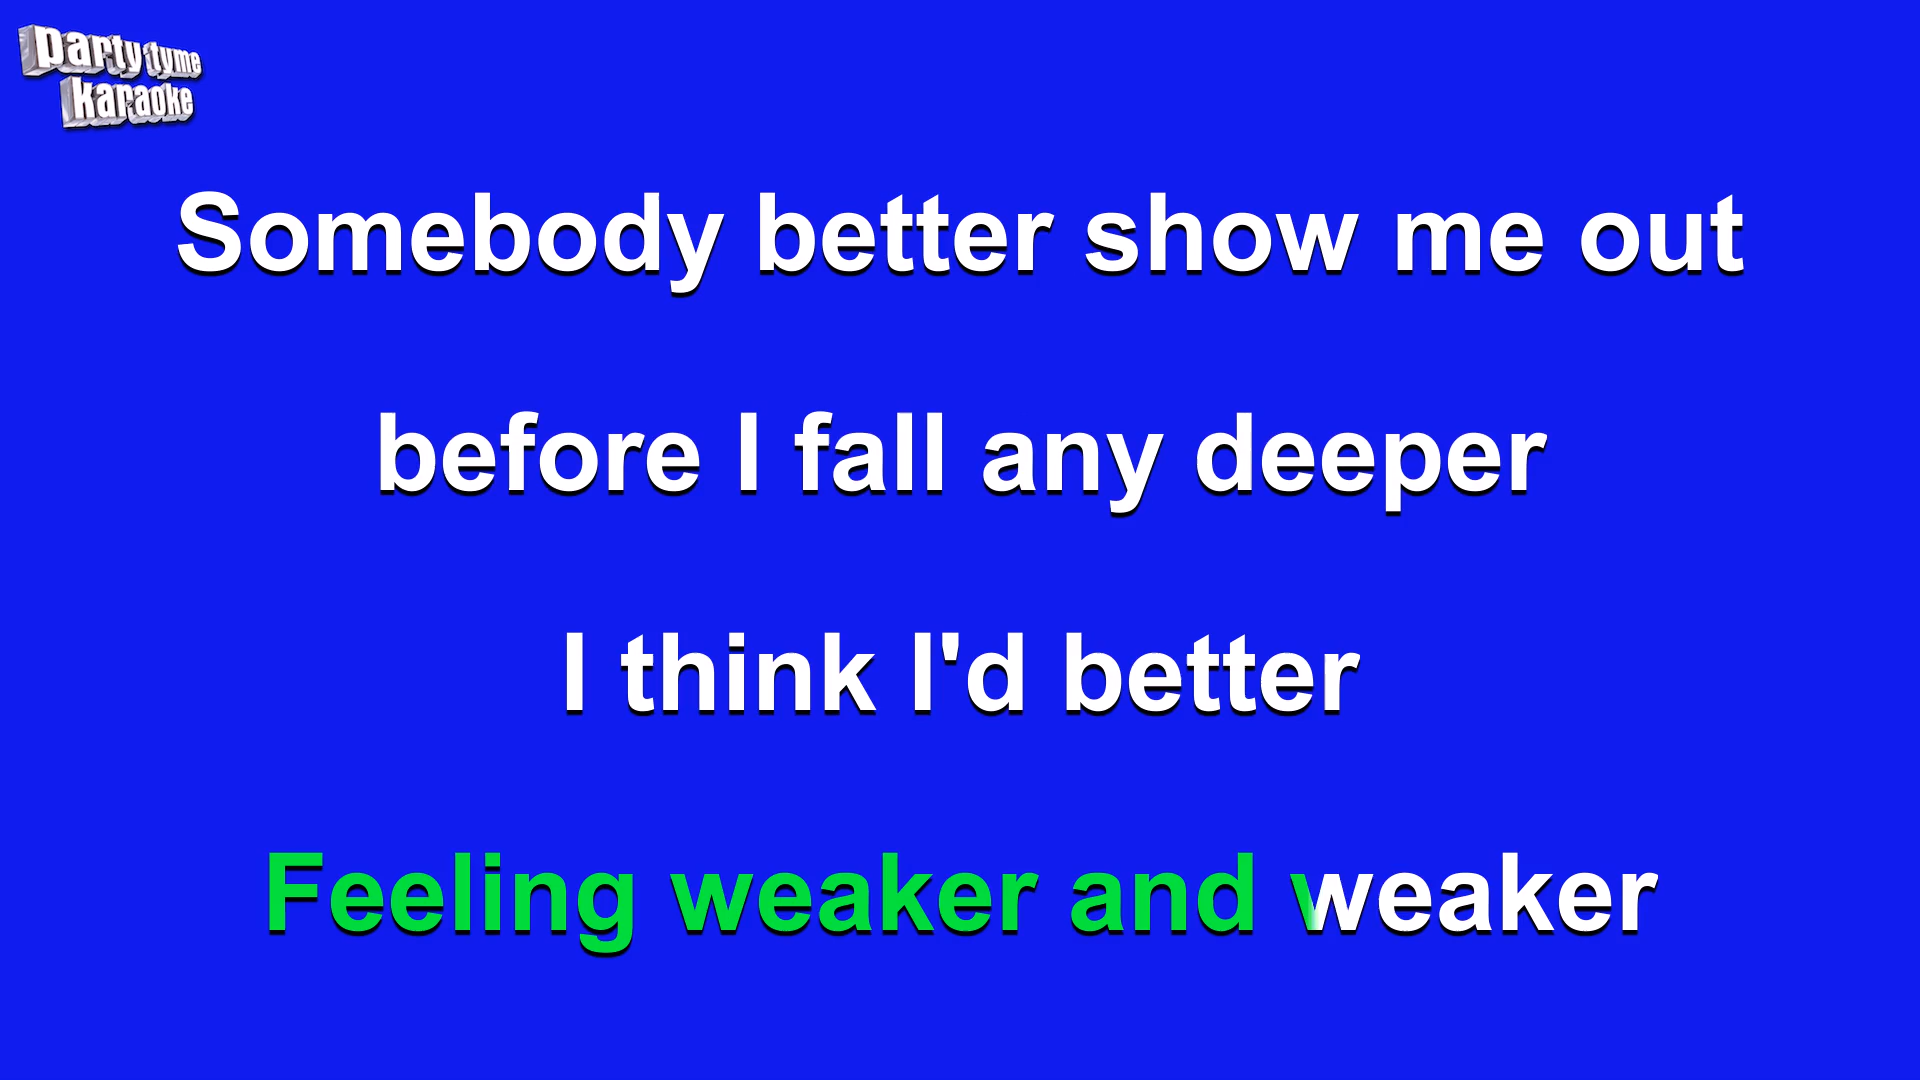 party tyme
karaoke
Somebody better show me out
before I fall any deeper
I think I'd better
Feeling weaker and weaker